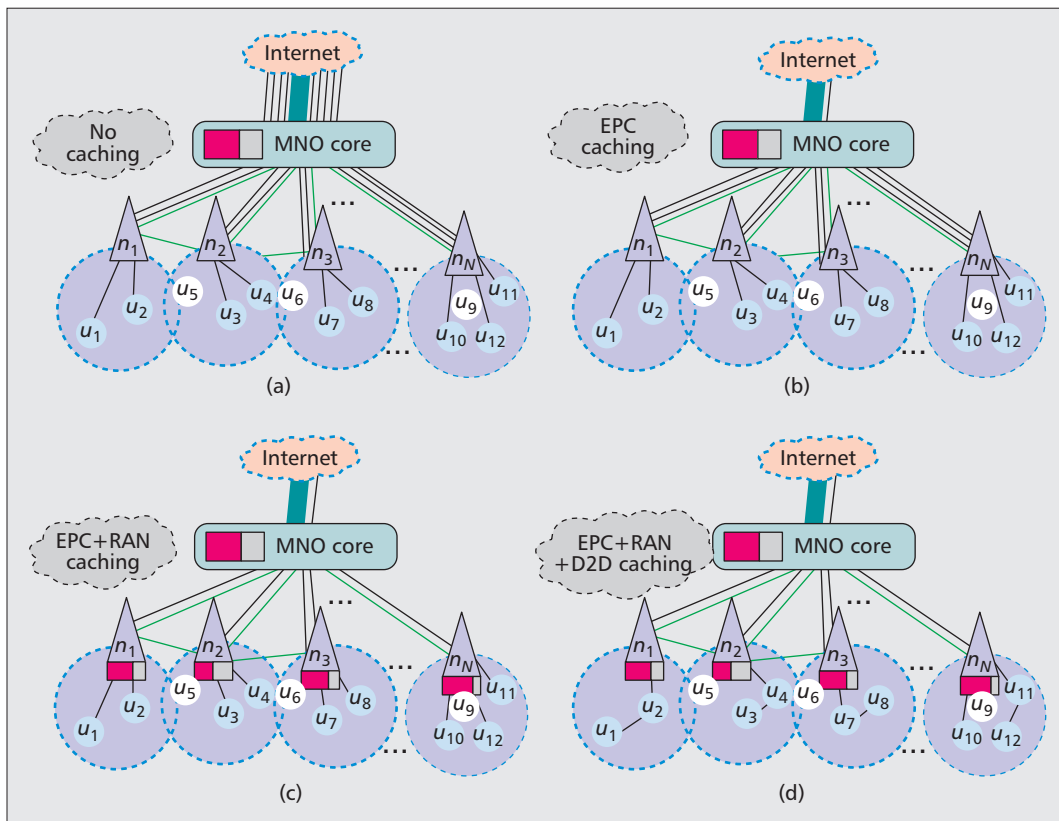 Internet
No
caching
MNO core
...
n1
n2
n3
...
nN
u5
u6
u11
u4
u9
u2
u8
u3
u1
u7
u10
u12
...
(a)
Internet
EPC
caching
MNO core
...
n1
n2
n3
...
nN
u5
u6
u11
u4
u9
u2
u8
u3
u1
u7
u10
u12
...
(b)
Internet
EPC+RAN
caching
MNO core
...
n1
n2
n3
...
nN
u5
u6
u11
u4
u9
u2
u8
u3
u1
u7
u10
u12
...
(c)
Internet
EPC+RAN
+D2D caching
MNO core
...
n1
n2
n3
...
nN
u5
u6
u11
u4
u9
u2
u8
u3
u1
u7
u10
u12
...
(d)